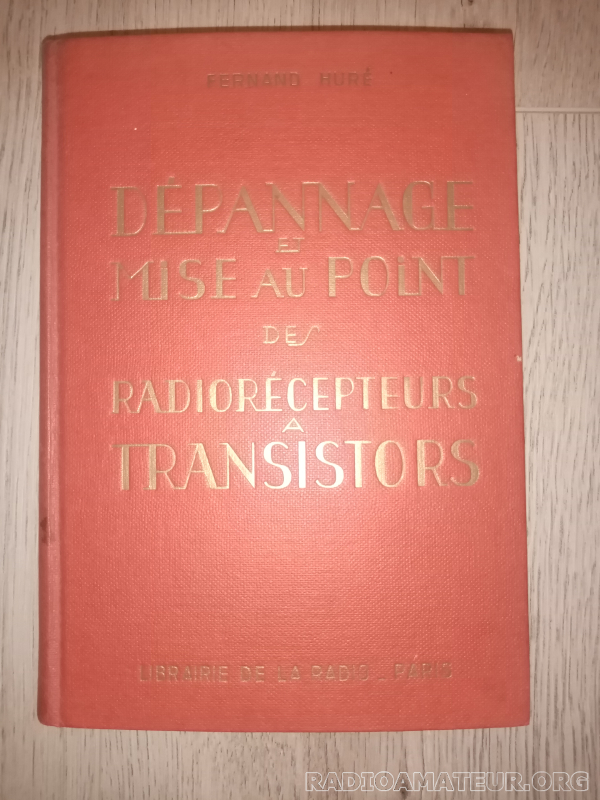 FERNAND HURÉ
DÉPANNAGE
ET
MISE AU POINT
DES
RADIORÉCEPTEURS
A
TRANSISTORS
LIBRAIRIE DE LA RADIO _ PARIS
RADIOAMATEUR.ORG